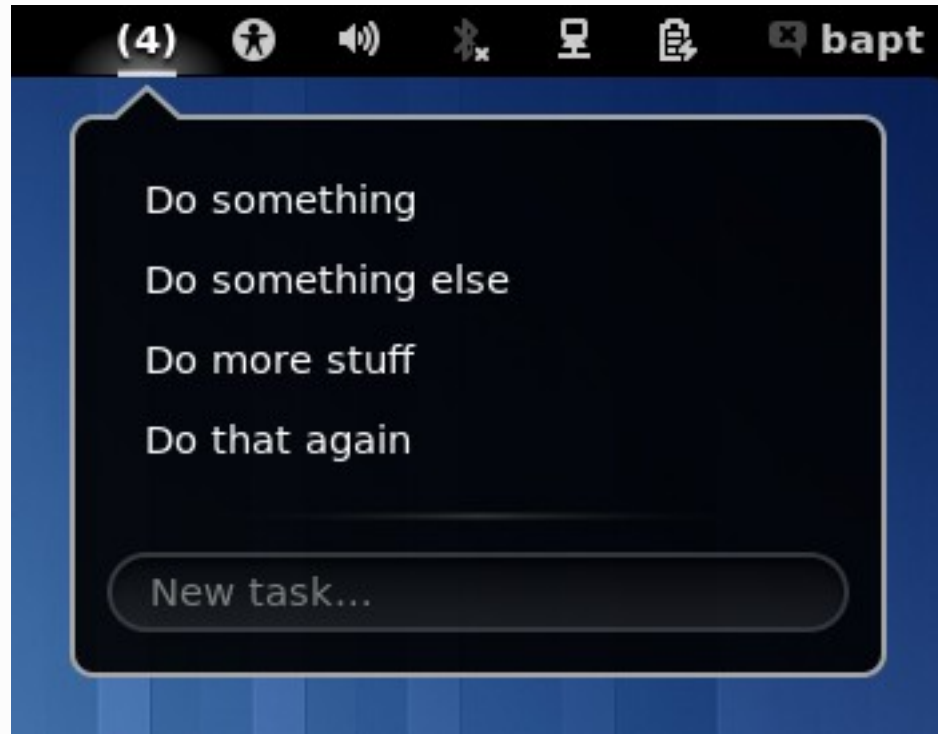 (4) bapt
Do something
Do something else
Do more stuff
Do that again
New task...